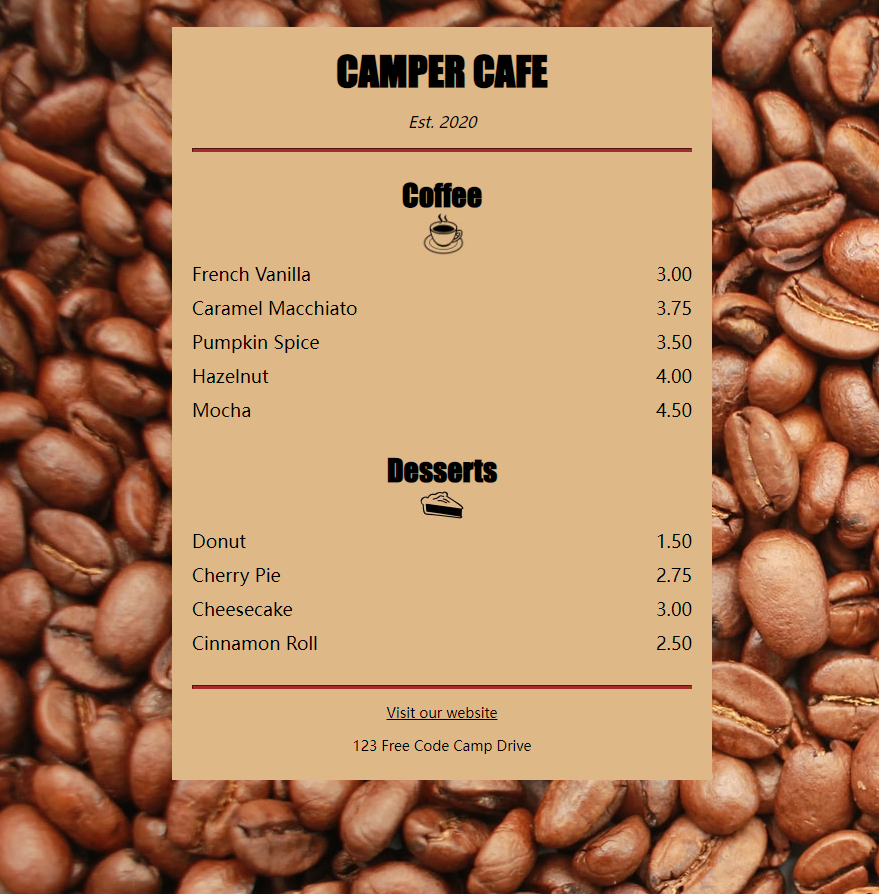 CAMPER CAFE
Est. 2020
Coffee
French Vanilla 3.00
Caramel Macchiato 3.75
Pumpkin Spice 3.50
Hazelnut 4.00
Mocha 4.50
Desserts
Donut 1.50
Cherry Pie 2.75
Cheesecake 3.00
Cinnamon Roll 2.50
Visit our website
123 Free Code Camp Drive